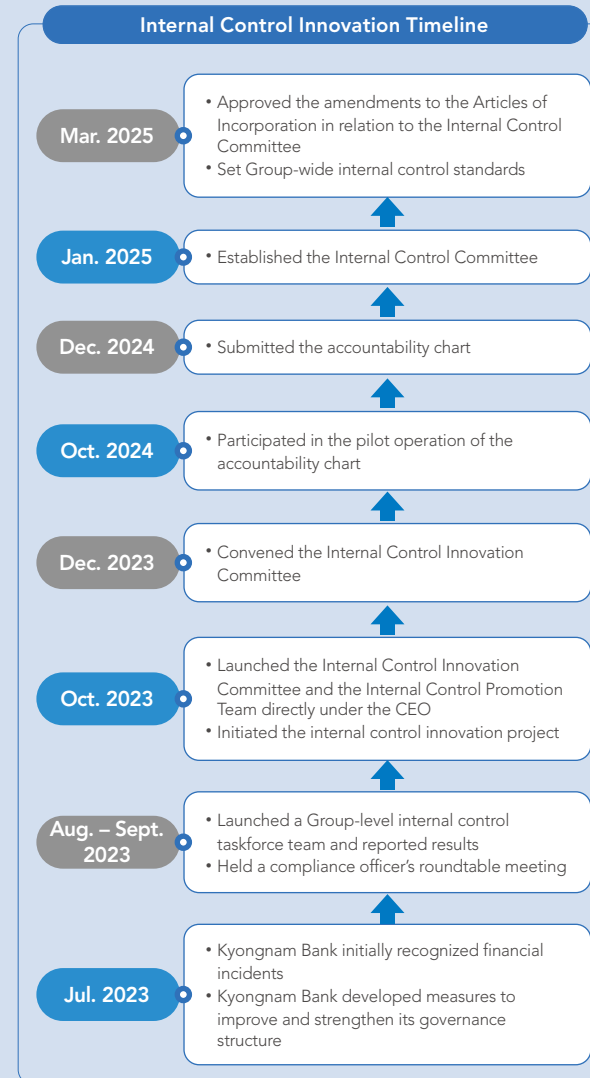 Internal Control Innovation Timeline
Mar. 2025
• Approved the amendments to the Articles of
Incorporation in relation to the Internal Control
Committee
• Set Group-wide internal control standards
Jan. 2025
• Established the Internal Control Committee
Dec. 2024
• Submitted the accountability chart
Oct. 2024
• Participated in the pilot operation of the
accountability chart
Dec. 2023
• Convened the Internal Control Innovation
Committee
Oct. 2023
• Launched the Internal Control Innovation
Committee and the Internal Control Promotion
Team directly under the CEO
• Initiated the internal control innovation project
Aug. – Sept.
2023
• Launched a Group-level internal control
taskforce team and reported results
• Held a compliance officer’s roundtable meeting
Jul. 2023
• Kyongnam Bank initially recognized financial
incidents
• Kyongnam Bank developed measures to
improve and strengthen its governance
structure